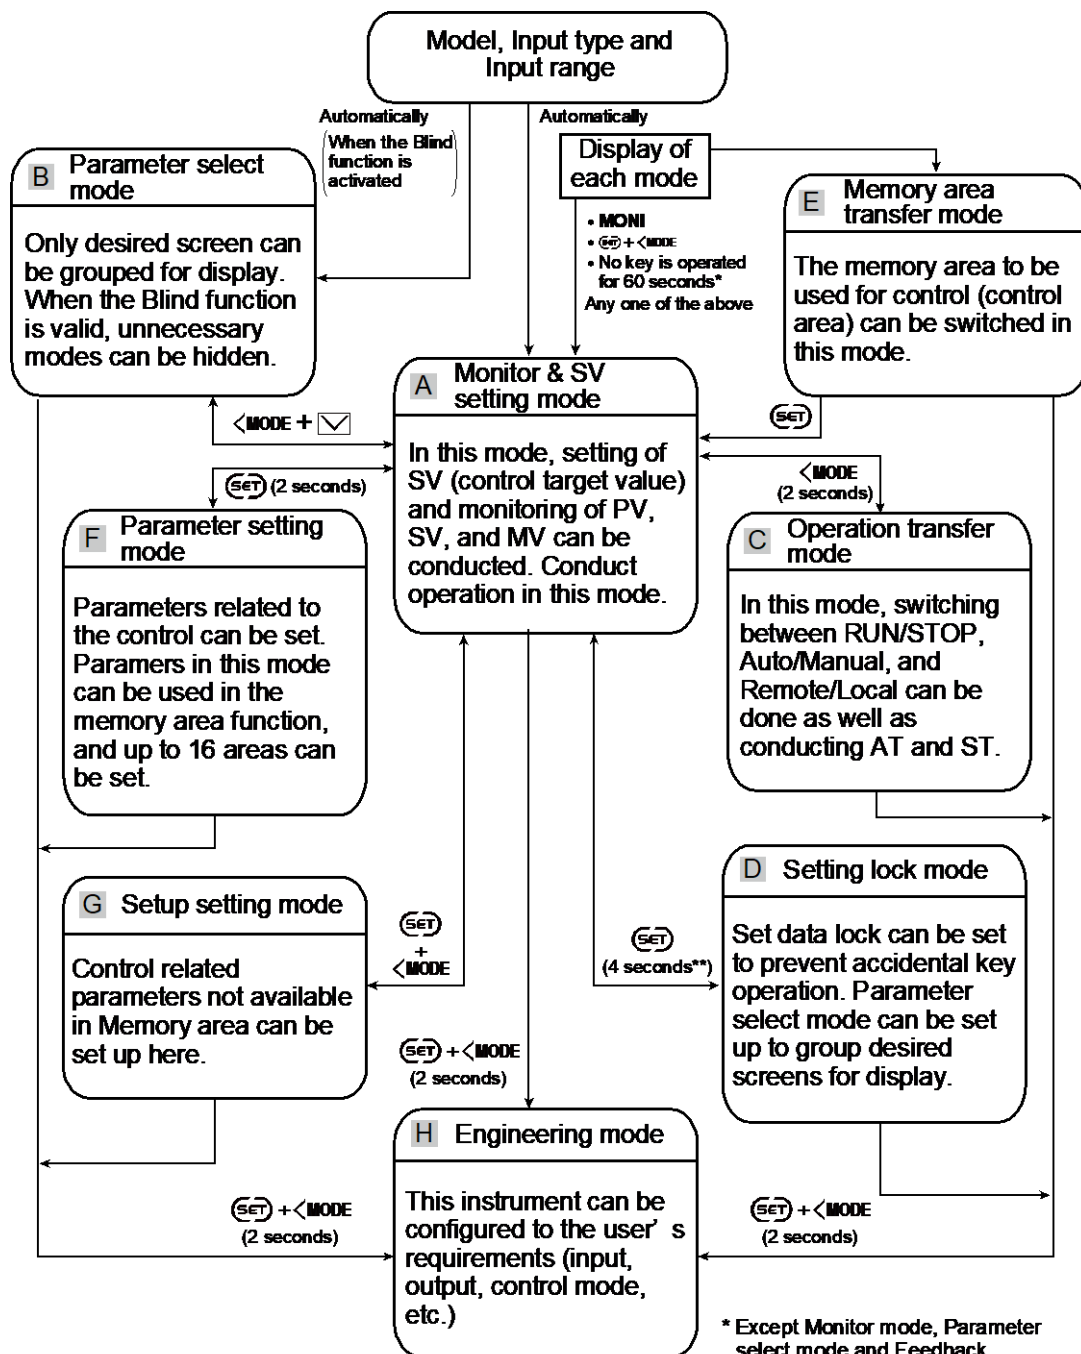 Model, Input type and
Input range
Automatically
(When the Blind
function is
activated)
Automatically
Display of
each mode
• MONI
• SET + <MODE
• No key is operated
for 60 seconds*
Any one of the above
B Parameter select
mode
Only desired screen can
be grouped for display.
When the Blind function
is valid, unnecessary
modes can be hidden.
E Memory area
transfer mode
The memory area to be
used for control (control
area) can be switched in
this mode.
A Monitor & SV
setting mode
In this mode, setting of
SV (control target value)
and monitoring of PV,
SV, and MV can be
conducted. Conduct
operation in this mode.
<MODE +
SET (2 seconds)
SET
<MODE
(2 seconds)
F Parameter setting
mode
Parameters related to
the control can be set.
Paramers in this mode
can be used in the
memory area function,
and up to 16 areas can
be set.
C Operation transfer
mode
In this mode, switching
between RUN/STOP,
Auto/Manual, and
Remote/Local can be
done as well as
conducting AT and ST.
G Setup setting mode
Control related
parameters not available
in Memory area can be
set up here.
SET
+
<MODE
SET
(4 seconds**)
D Setting lock mode
Set data lock can be set
to prevent accidental key
operation. Parameter
select mode can be set
up to group desired
screens for display.
SET + <MODE
(2 seconds)
SET + <MODE
(2 seconds)
SET + <MODE
(2 seconds)
H Engineering mode
This instrument can be
configured to the user’ s
requirements (input,
output, control mode,
etc.)
* Except Monitor mode, Parameter
select mode and Feedback